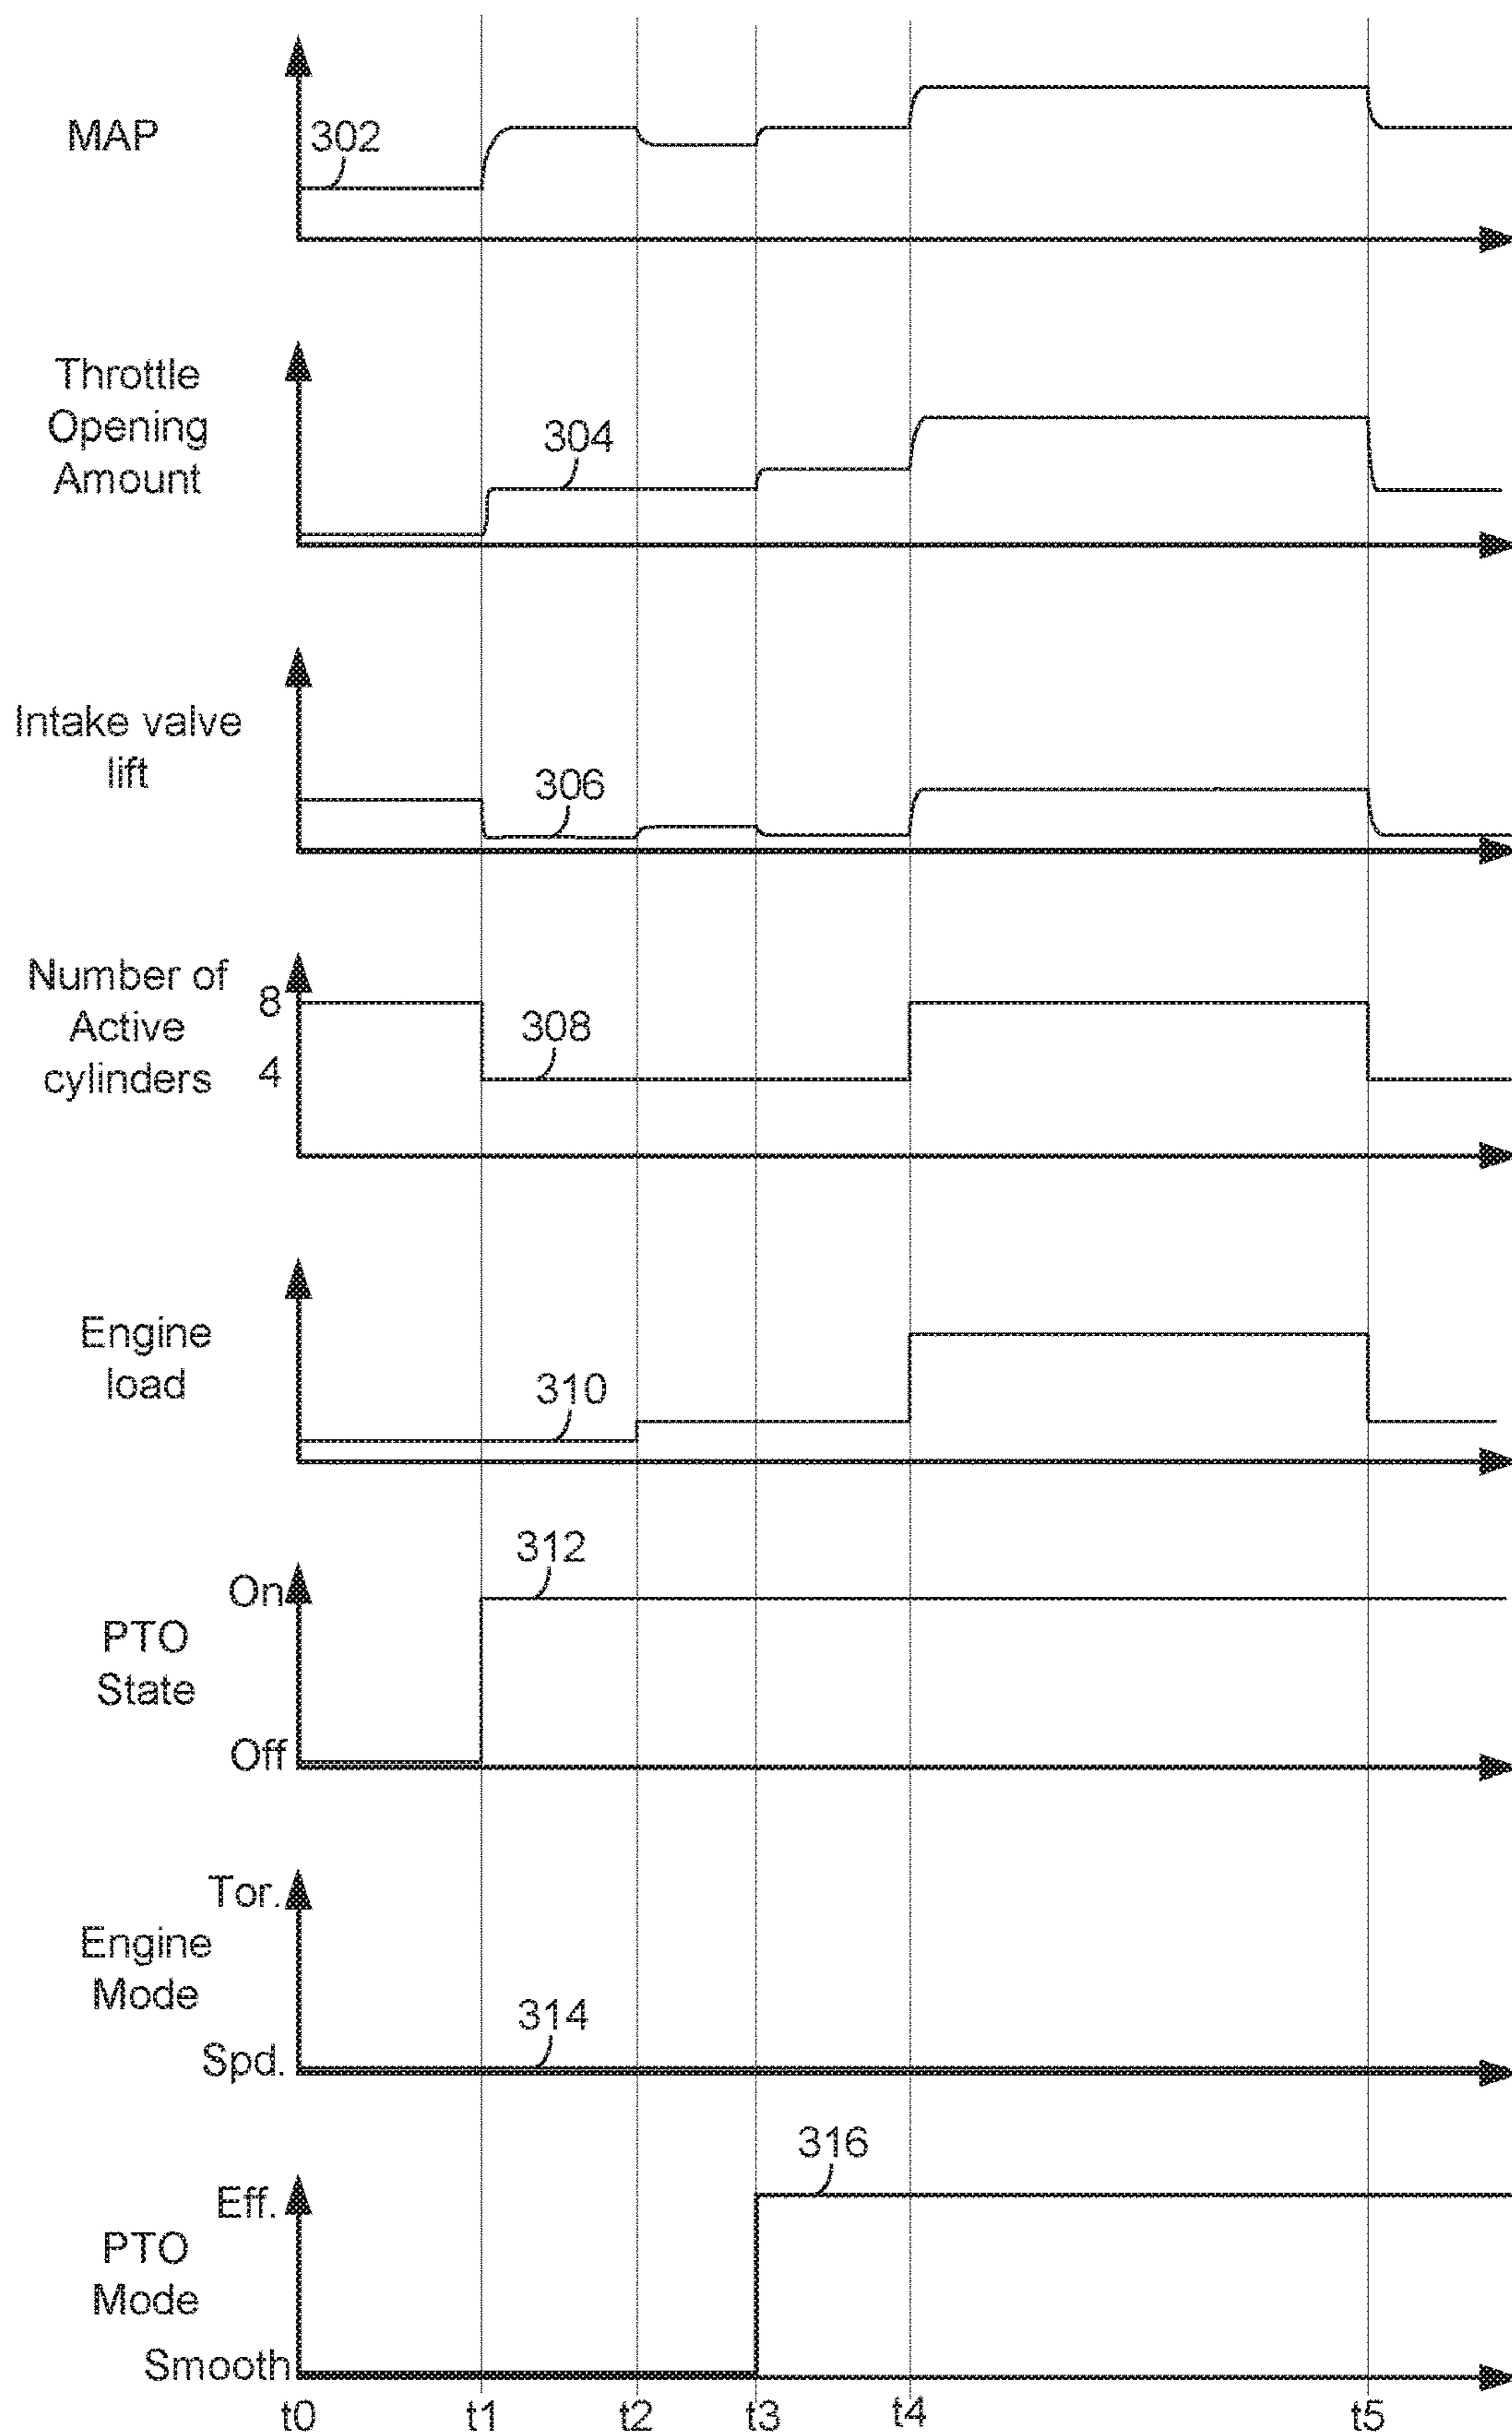 MAP
302
Throttle
Opening
Amount
304
Intake valve
lift
306
Number of
Active
cylinders
8
4
308
Engine
load
310
PTO
State
On
Off
312
Engine
Mode
Tor.
Spd.
314
PTO
Mode
Eff.
Smooth
316
t0 t1 t2 t3 t4 t5